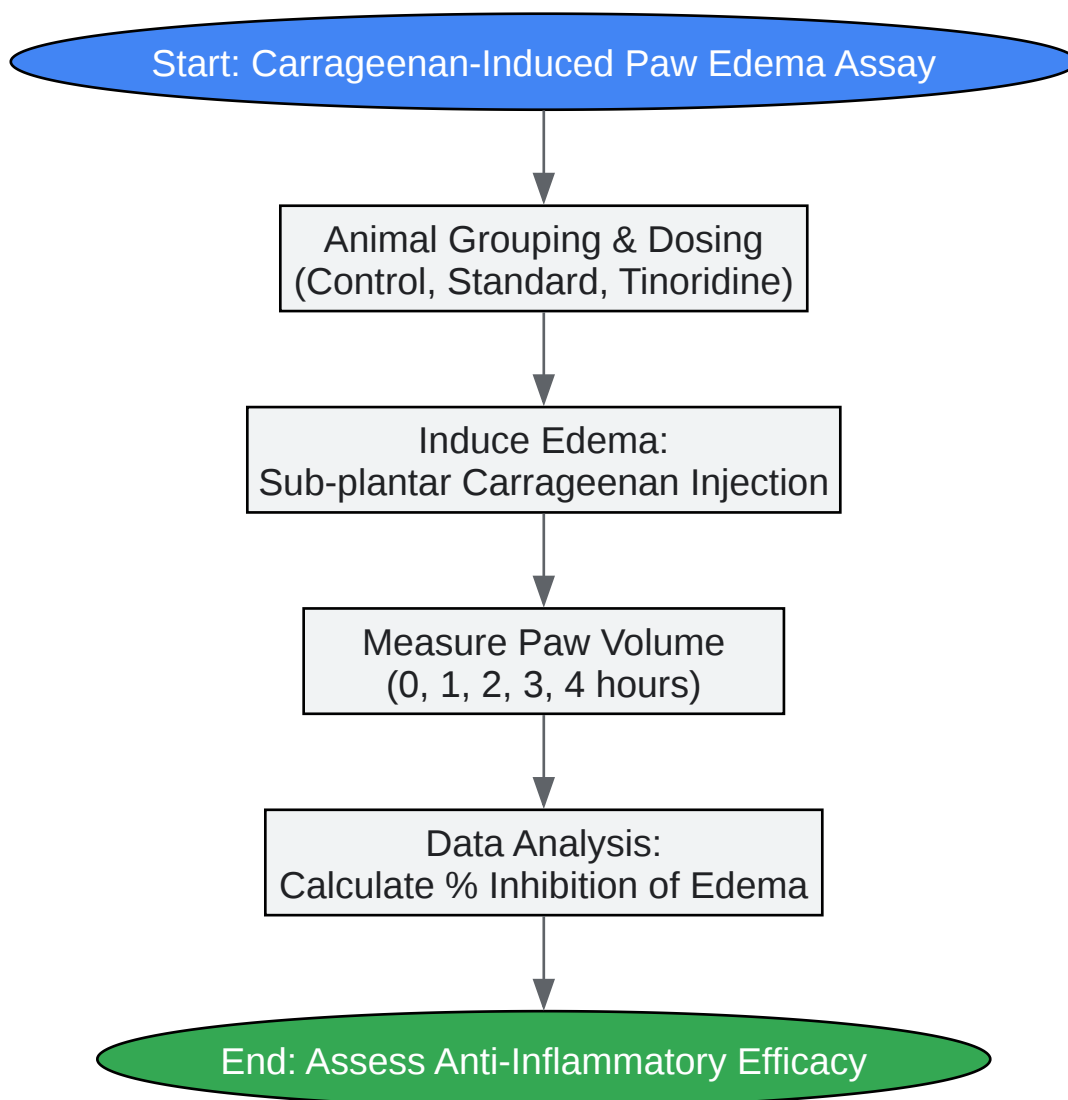 Start: Carrageenan-Induced Paw Edema Assay
Animal Grouping & Dosing
(Control, Standard, Tinoridine)
Induce Edema:
Sub-plantar Carrageenan Injection
Measure Paw Volume
(0, 1, 2, 3, 4 hours)
Data Analysis:
Calculate % Inhibition of Edema
End: Assess Anti-Inflammatory Efficacy